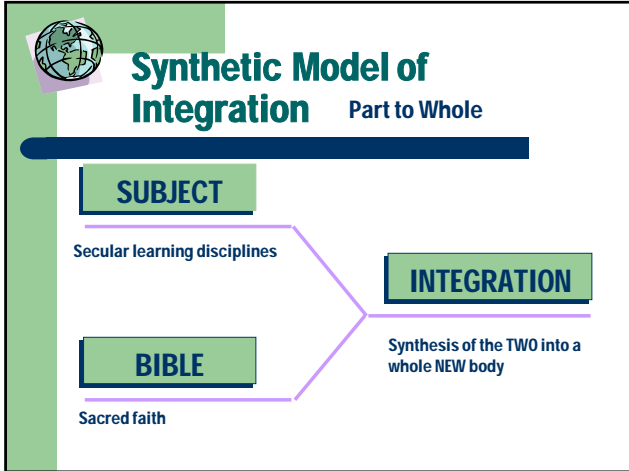 Synthetic Model of
Integration Part to Whole
SUBJECT
Secular learning disciplines
INTEGRATION
Synthesis of the TWO into a
whole NEW body
BIBLE
Sacred faith